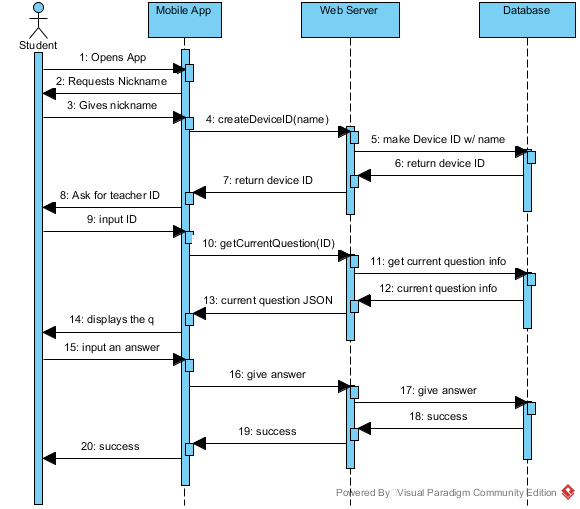 Mobile App
Web Server
Database
Student
1: Opens App
2: Requests Nickname
3: Gives nickname
4: createDeviceID(name)
5: make Device ID w/ name
6: return device ID
7: return device ID
8: Ask for teacher ID
9: input ID
10: getCurrentQuestion(ID)
11: get current question info
12: current question info
13: current question JSON
14: displays the q
15: input an answer
16: give answer
17: give answer
18: success
19: success
20: success
Powered By Visual Paradigm Community Edition